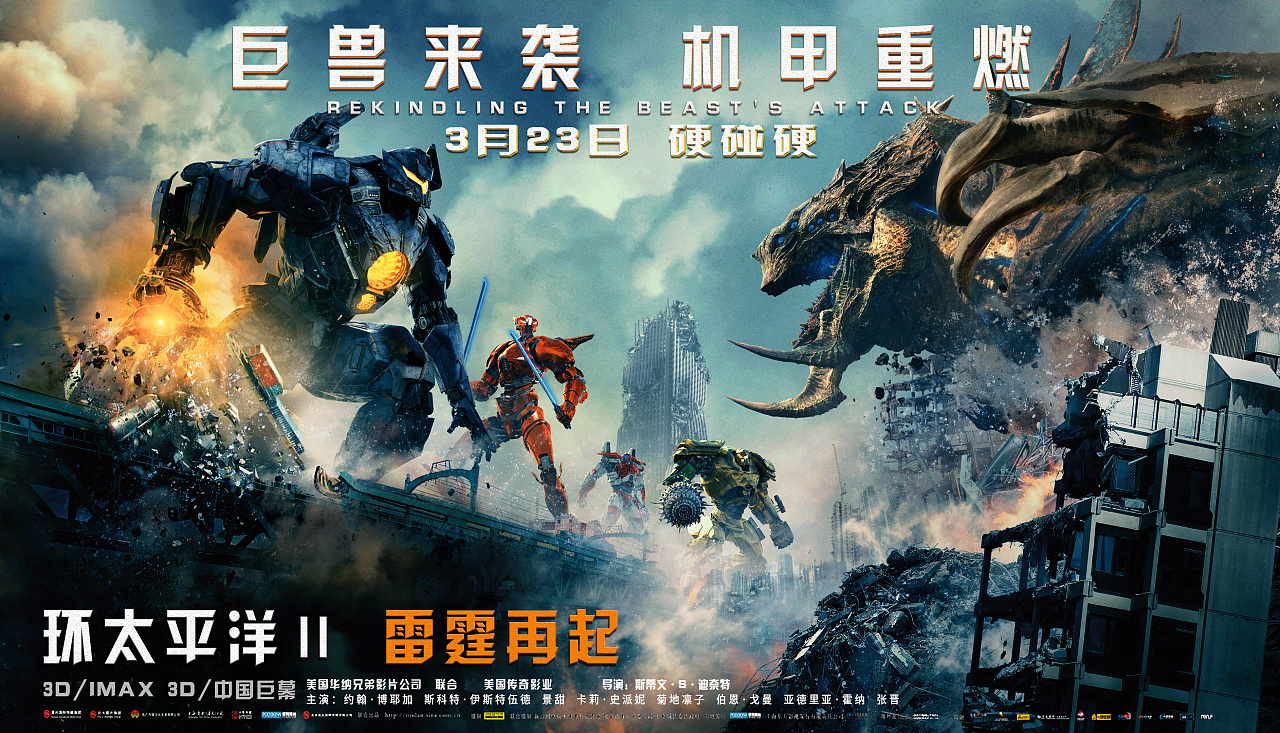 巨兽来袭 机甲重燃
REKINDLING THE BEAST'S ATTACK
3月23日 硬碰硬
环太平洋II 雷霆再起
3D/IMAX 3D/中国巨幕 美国华纳兄弟影片公司 联合 美国传奇影业 导演：斯蒂文·S·迪奈特
主演：约翰·博耶加 斯科特·伊斯特伍德 景甜 卡莉·史派妮 菊地凛子 伯恩·戈曼 亚德里亚·霍纳 张晋